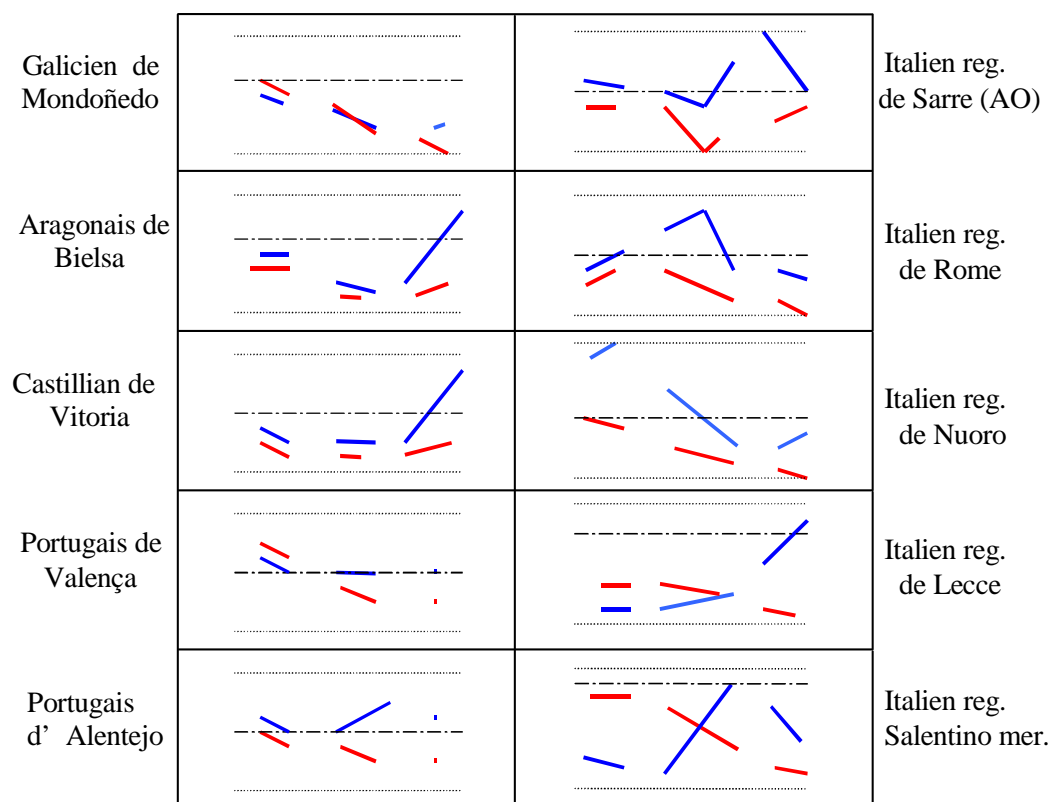 Galicien de
Mondoñedo
Italien reg.
de Sarre (AO)
Aragonais de
Bielsa
Italien reg.
de Rome
Castillian de
Vitoria
Italien reg.
de Nuoro
Portugais de
Valença
Italien reg.
de Lecce
Portugais
d’ Alentejo
Italien reg.
Salentino mer.